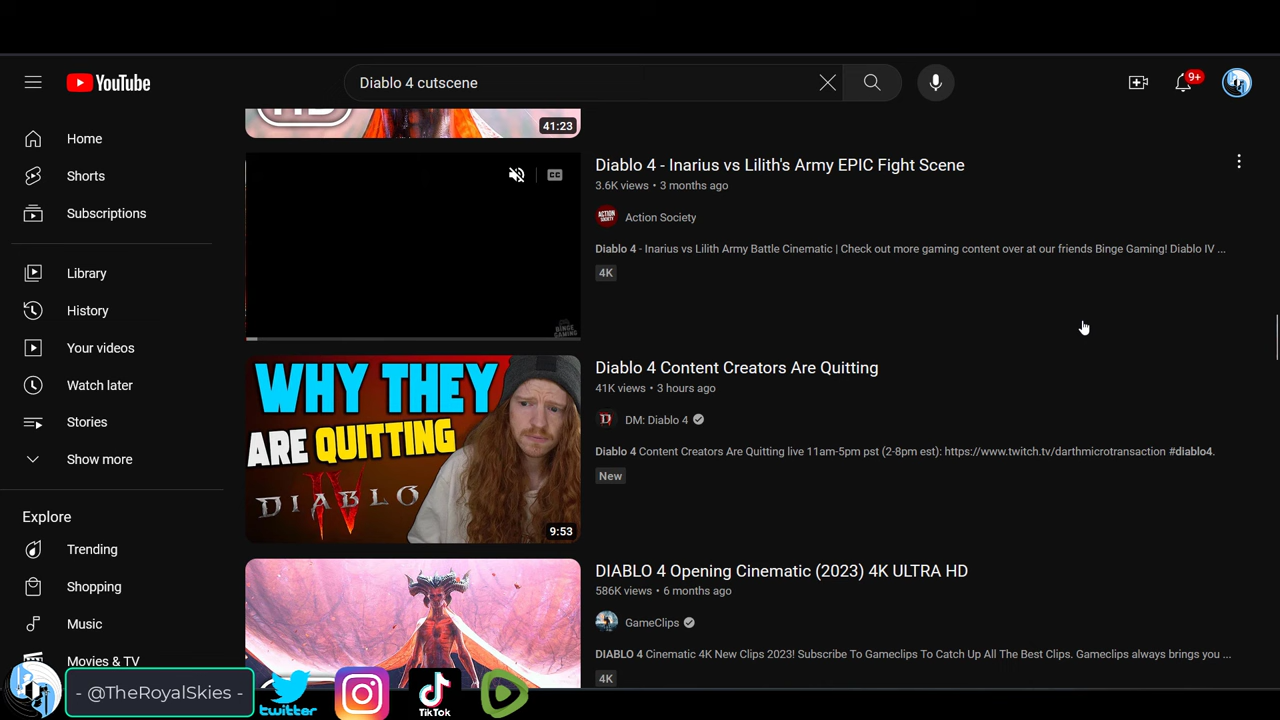 YouTube
Diablo 4 cutscene
9+
Home
Shorts
Subscriptions
Library
History
Your videos
Watch later
Stories
Show more
Explore
Trending
Shopping
Music
Movies & TV
HD
41:23
CC
BINGE
GAMING
Diablo 4 - Inarius vs Lilith's Army EPIC Fight Scene
3.6K views • 3 months ago
ACTION
SOCIETY
Action Society
Diablo 4 - Inarius vs Lilith Army Battle Cinematic | Check out more gaming content over at our friends Binge Gaming! Diablo IV ...
4K
WHY THEY
ARE QUITTING
DIABLO
IV
9:53
Diablo 4 Content Creators Are Quitting
41K views • 3 hours ago
DM: Diablo 4
Diablo 4 Content Creators Are Quitting live 11am-5pm pst (2-8pm est): https://www.twitch.tv/darthmicrotransaction #diablo4.
New
DIABLO 4 Opening Cinematic (2023) 4K ULTRA HD
586K views • 6 months ago
GameClips
DIABLO 4 Cinematic 4K New Clips 2023! Subscribe To Gameclips To Catch Up All The Best Clips. Gameclips always brings you ...
4K
- @TheRoyalSkies -
twitter
TikTok